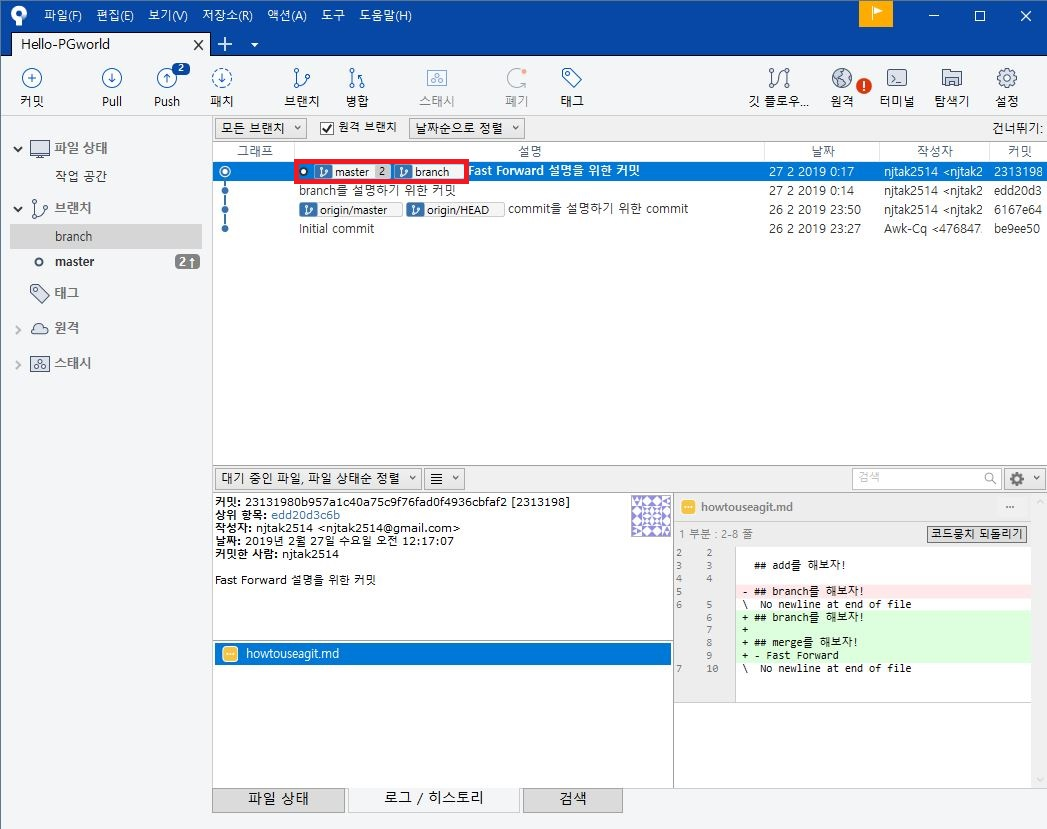 파일(F) 편집(E) 보기(V) 저장소(R) 액션(A) 도구 도움말(H)
Hello-PGworld
2
커밋 Pull Push 패치 브랜치 병합 스태시 폐기 태그 깃 플로우... 원격 터미널 탐색기 설정
파일 상태
작업 공간
브랜치
branch
master 2↑
태그
원격
스태시
모든 브랜치 원격 브랜치 날짜순으로 정렬 건너뛰기:
그래프 설명 날짜 작성자 커밋
master 2 branch Fast Forward 설명을 위한 커밋 27 2 2019 0:17 njtak2514 <njtak2 2313198
branch를 설명하기 위한 커밋 27 2 2019 0:14 njtak2514 <njtak2 edd20d3
origin/master origin/HEAD commit을 설명하기 위한 commit 26 2 2019 23:50 njtak2514 <njtak2 6167e64
Initial commit 26 2 2019 23:27 Awk-Cq <476847. be9ee50
대기 중인 파일, 파일 상태순 정렬 검색
커밋: 23131980b957a1c40a75c9f76fad0f4936cbfaf2 [2313198]
상위 항목: edd20d3c6b
작성자: njtak2514 <njtak2514@gmail.com>
날짜: 2019년 2월 27일 수요일 오전 12:17:07
커밋한 사람: njtak2514
Fast Forward 설명을 위한 커밋
howtouseagit.md
howtouseagit.md ...
1 부분 : 2-8 줄 코드뭉치 되돌리기
2 2
3 3 ## add를 해보자!
4 4
5 - ## branch를 해보자!
6 5 \ No newline at end of file
6 + ## branch를 해보자!
7 +
8 + ## merge를 해보자!
9 + - Fast Forward
7 10 \ No newline at end of file
파일 상태 로그 / 히스토리 검색